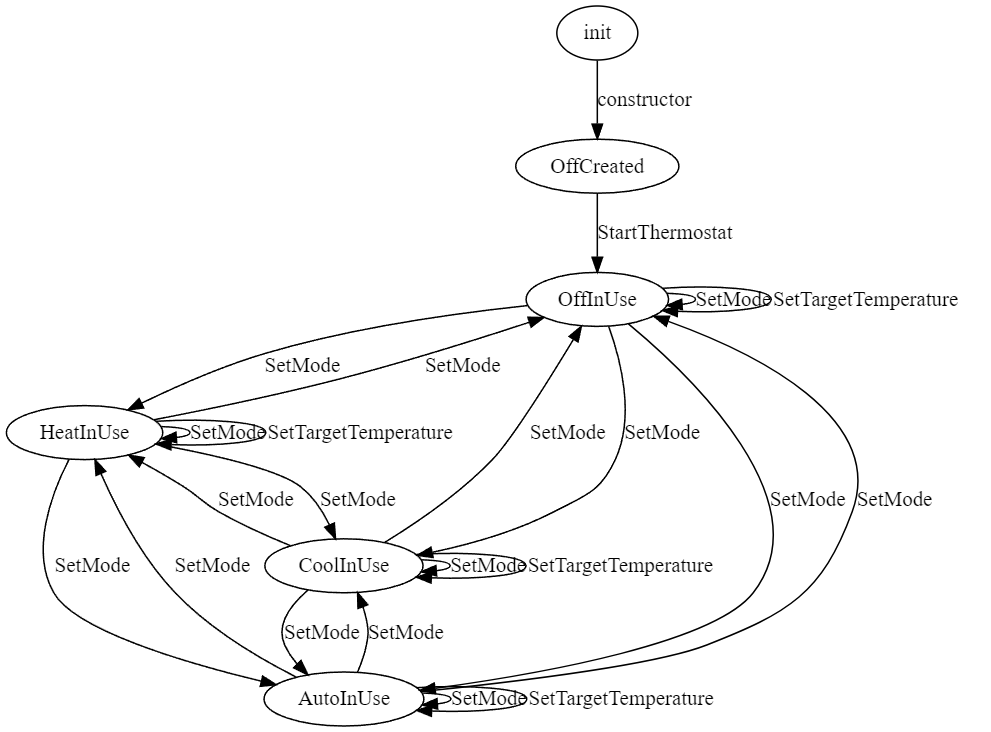 init
constructor
OffCreated
StartThermostat
OffInUse
SetMode
SetTargetTemperature
SetMode
SetMode
HeatInUse
SetMode
SetTargetTemperature
SetMode
SetMode
SetMode
SetMode
SetMode
SetMode
SetMode
SetMode
CoolInUse
SetMode
SetTargetTemperature
SetMode
SetMode
AutoInUse
SetMode
SetTargetTemperature